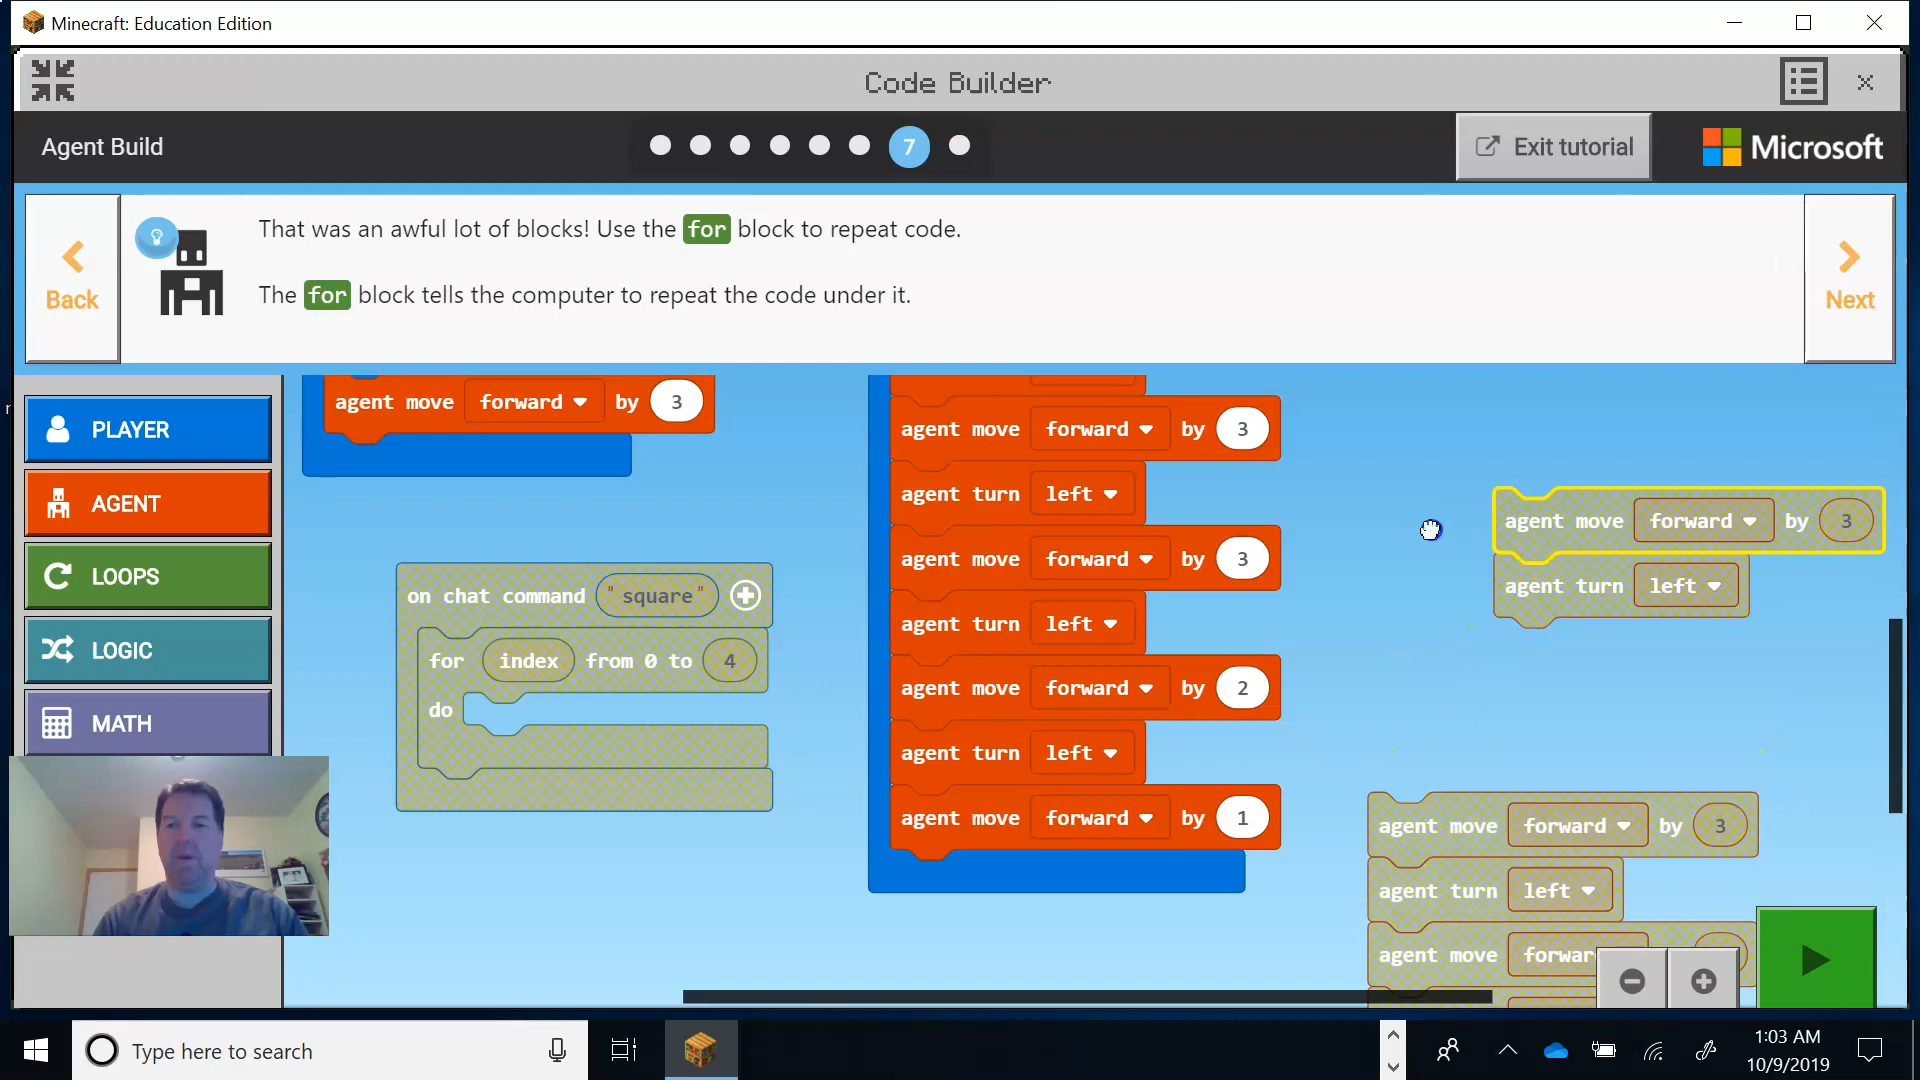 Minecraft: Education Edition
Code Builder
Agent Build
7
Exit tutorial
Microsoft
That was an awful lot of blocks! Use the for block to repeat code.
The for block tells the computer to repeat the code under it.
Back
Next
PLAYER
AGENT
LOOPS
LOGIC
MATH
agent move forward by 3
on chat command "square"
for index from 0 to 4
do
agent move forward by 3
agent turn left
agent move forward by 3
agent turn left
agent move forward by 2
agent turn left
agent move forward by 1
agent move forward by 3
agent turn left
agent move forward by 3
agent turn left
agent move forwar
Type here to search
1:03 AM
10/9/2019